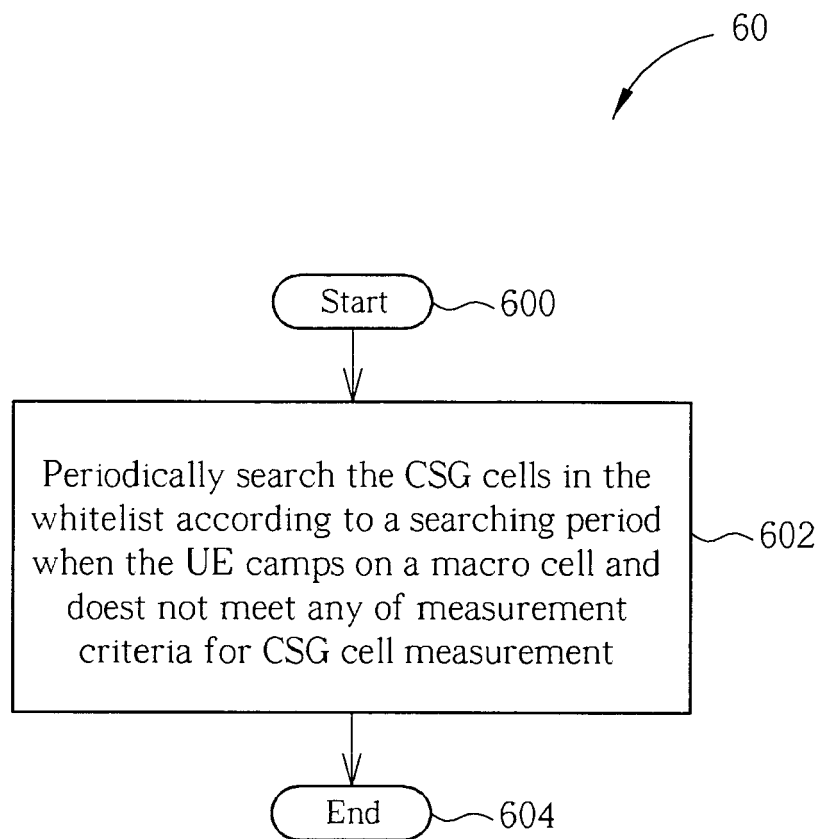 60
Start
600
Periodically search the CSG cells in the
whitelist according to a searching period
when the UE camps on a macro cell and
doest not meet any of measurement
criteria for CSG cell measurement
602
End
604